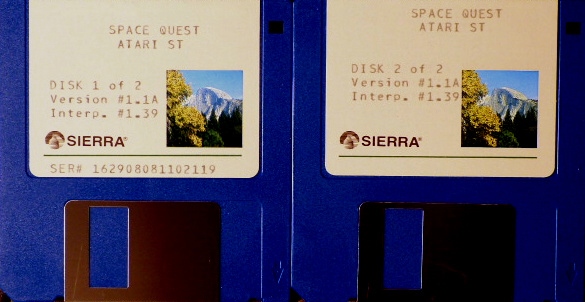 SPACE QUEST
ATARI ST
DISK 1 of 2
Version #1.1A
Interp. #1.39
SIERRA®
SER# 162908081102119
SPACE QUEST
ATARI ST
DISK 2 of 2
Version #1.1A
Interp. #1.39
SIERRA®